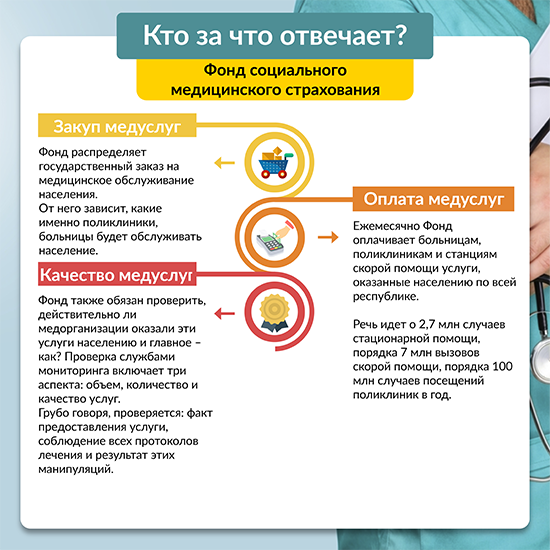 Кто за что отвечает?
Фонд социального
медицинского страхования
Закуп медуслуг
Фонд распределяет
государственный заказ на
медицинское обслуживание
населения.
От него зависит, какие
именно поликлиники,
больницы будет обслуживать
население.
Оплата медуслуг
Ежемесячно Фонд
оплачивает больницам,
поликлиникам и станциям
скорой помощи услуги,
оказанные населению по всей
республике.
Речь идет о 2,7 млн случаев
стационарной помощи,
порядка 7 млн вызовов
скорой помощи, порядка 100
млн случаев посещений
поликлиник в год.
Качество медуслуг
Фонд также обязан проверить,
действительно ли
медорганизации оказали эти
услуги населению и главное –
как? Проверка службами
мониторинга включает три
аспекта: объем, количество и
качество услуг.
Грубо говоря, проверяется: факт
предоставления услуги,
соблюдение всех протоколов
лечения и результат этих
манипуляций.